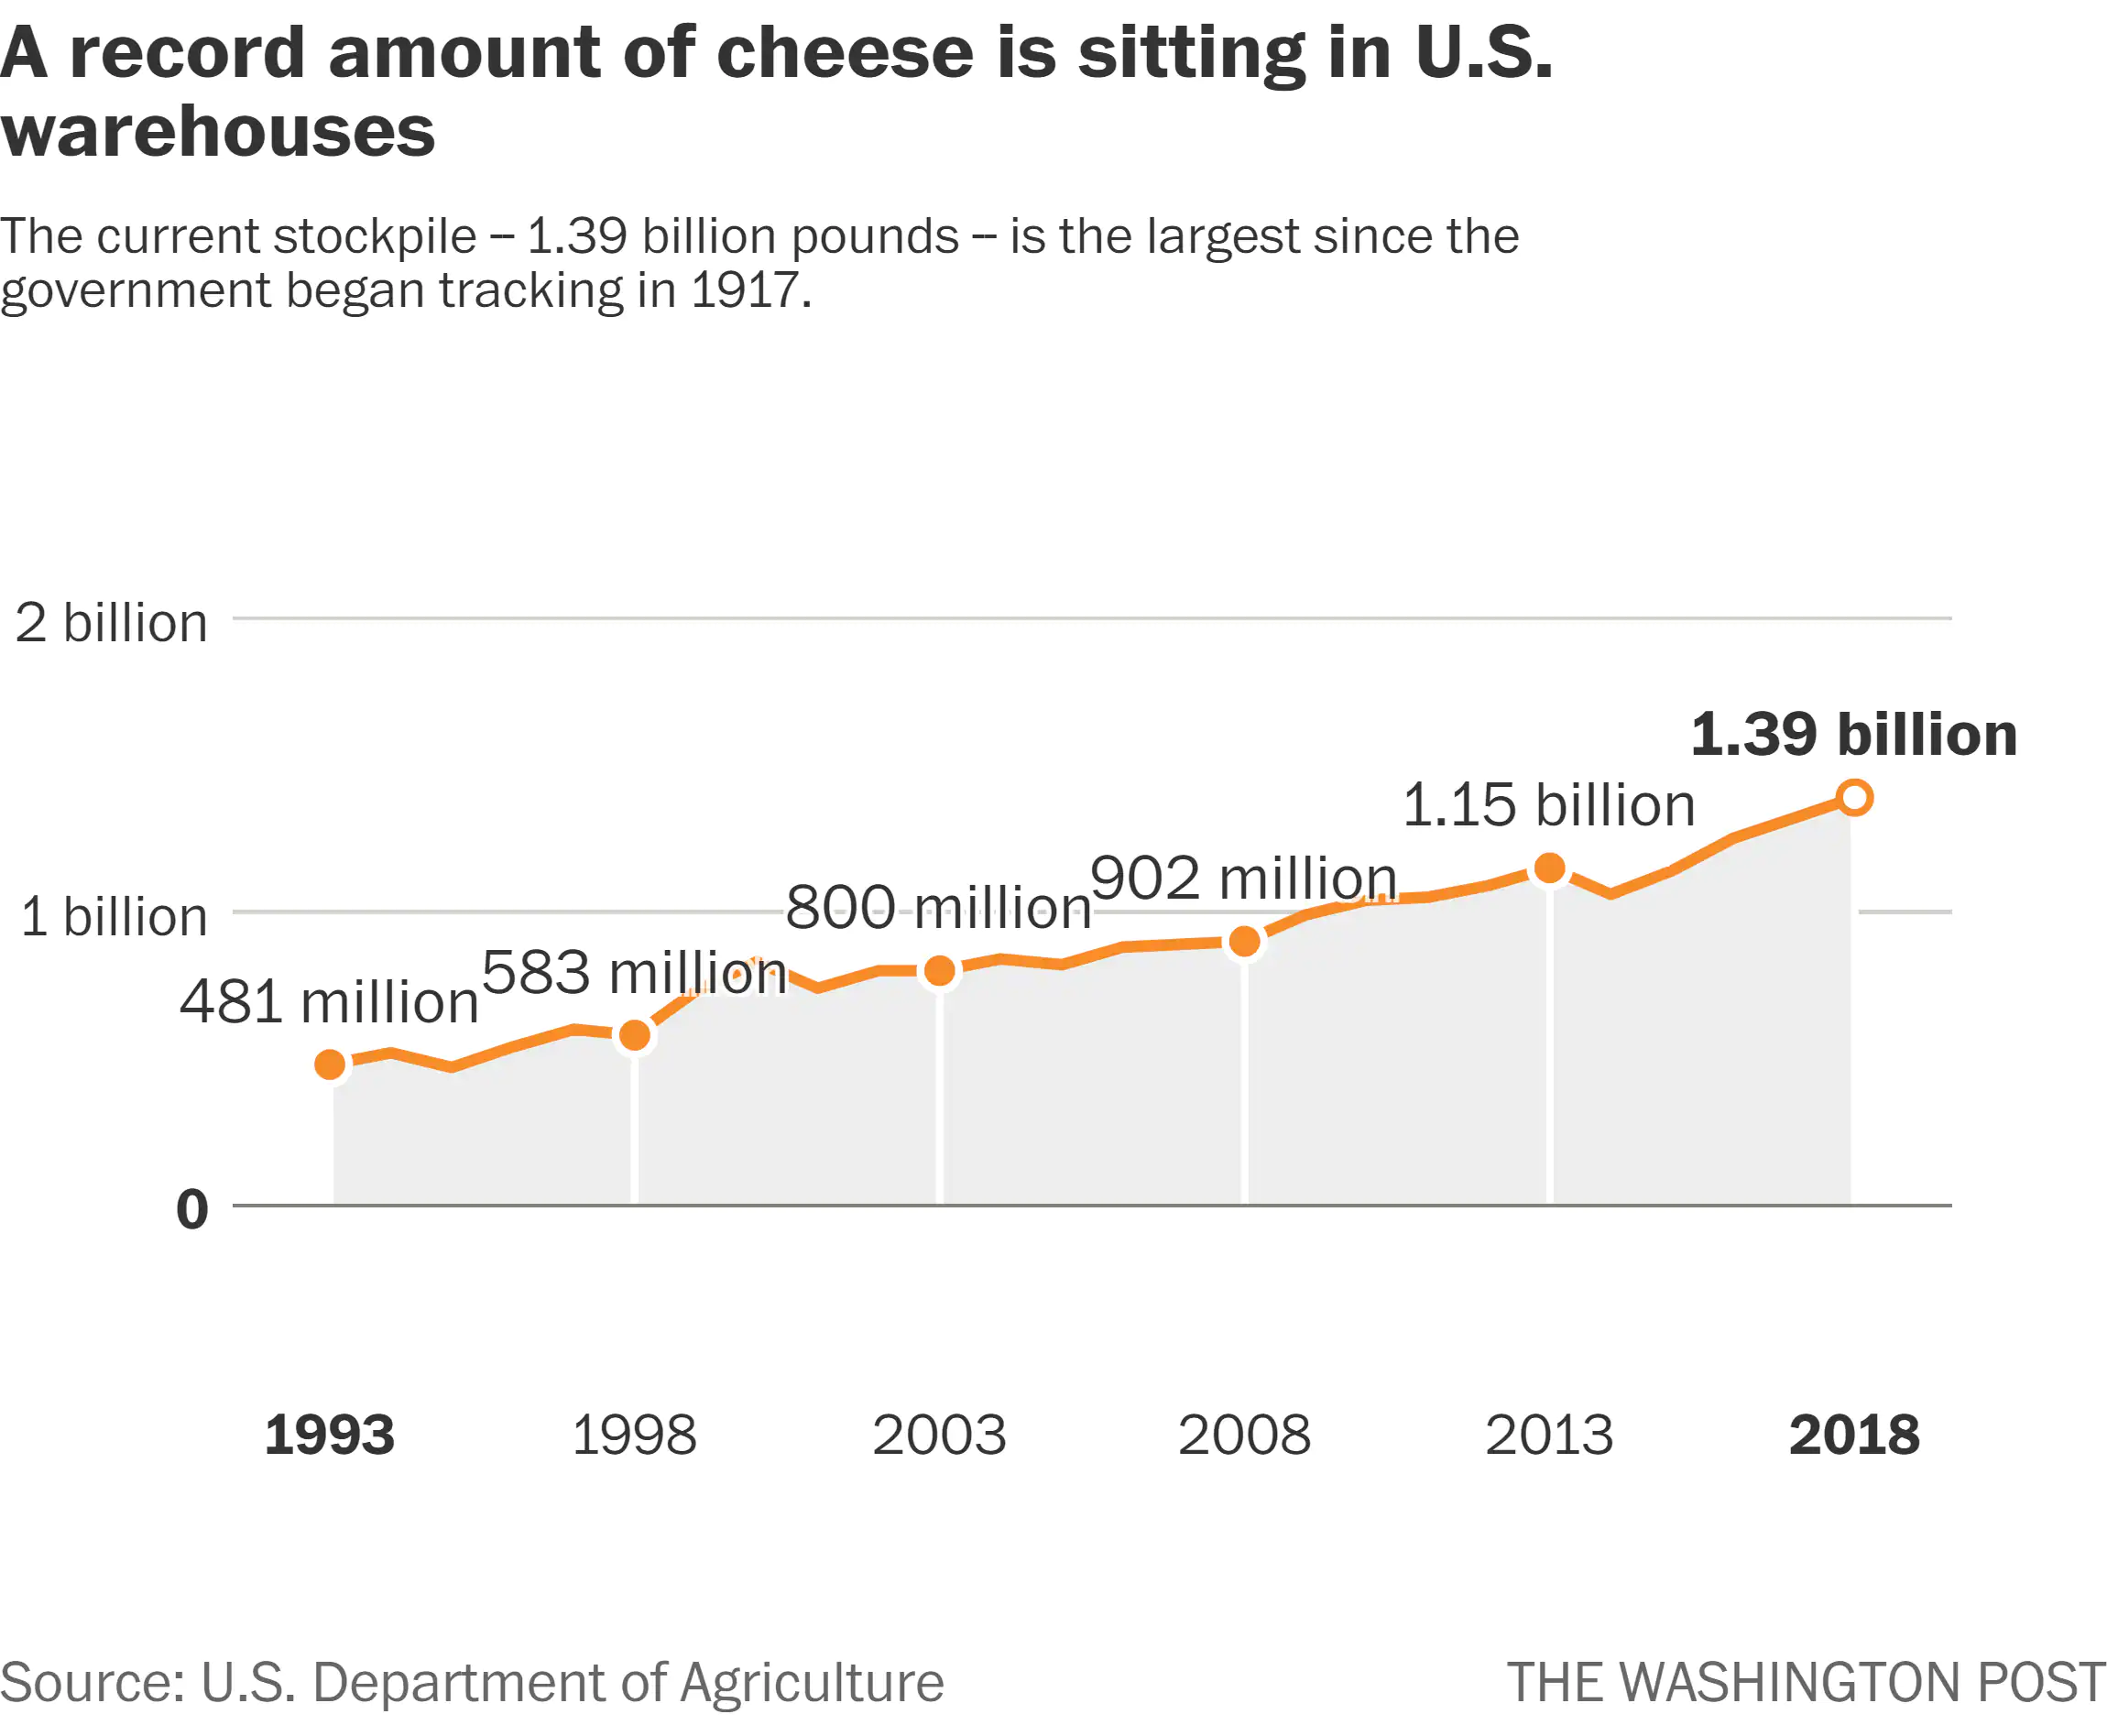 A record amount of cheese is sitting in U.S.
warehouses
The current stockpile – 1.39 billion pounds – is the largest since the
government began tracking in 1917.
2 billion
1.39 billion
1.15 billion
902 million
800 million
1 billion
583 million
481 million
0
1993 1998 2003 2008 2013 2018
Source: U.S. Department of Agriculture THE WASHINGTON POST